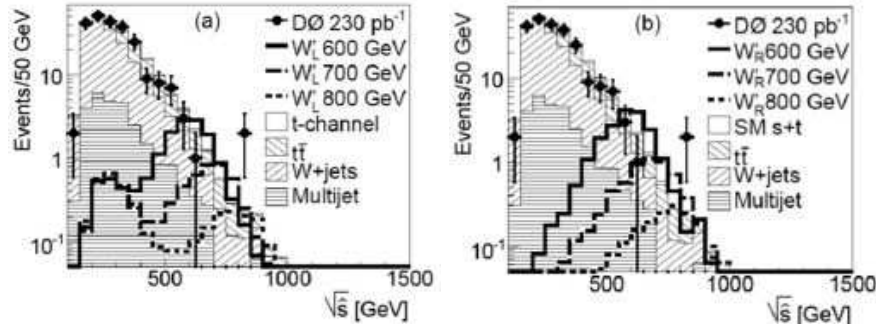 Events/50 GeV
10
1
10⁻¹
(a)
DØ 230 pb⁻¹
W'L 600 GeV
W'L 700 GeV
W'L 800 GeV
t-channel
tt̄
W+jets
Multijet
500 1000 1500
√ŝ [GeV]
Events/50 GeV
10
1
10⁻¹
(b)
DØ 230 pb⁻¹
W'R 600 GeV
W'R 700 GeV
W'R 800 GeV
SM s+t
tt̄
W+jets
Multijet
500 1000 1500
√ŝ [GeV]